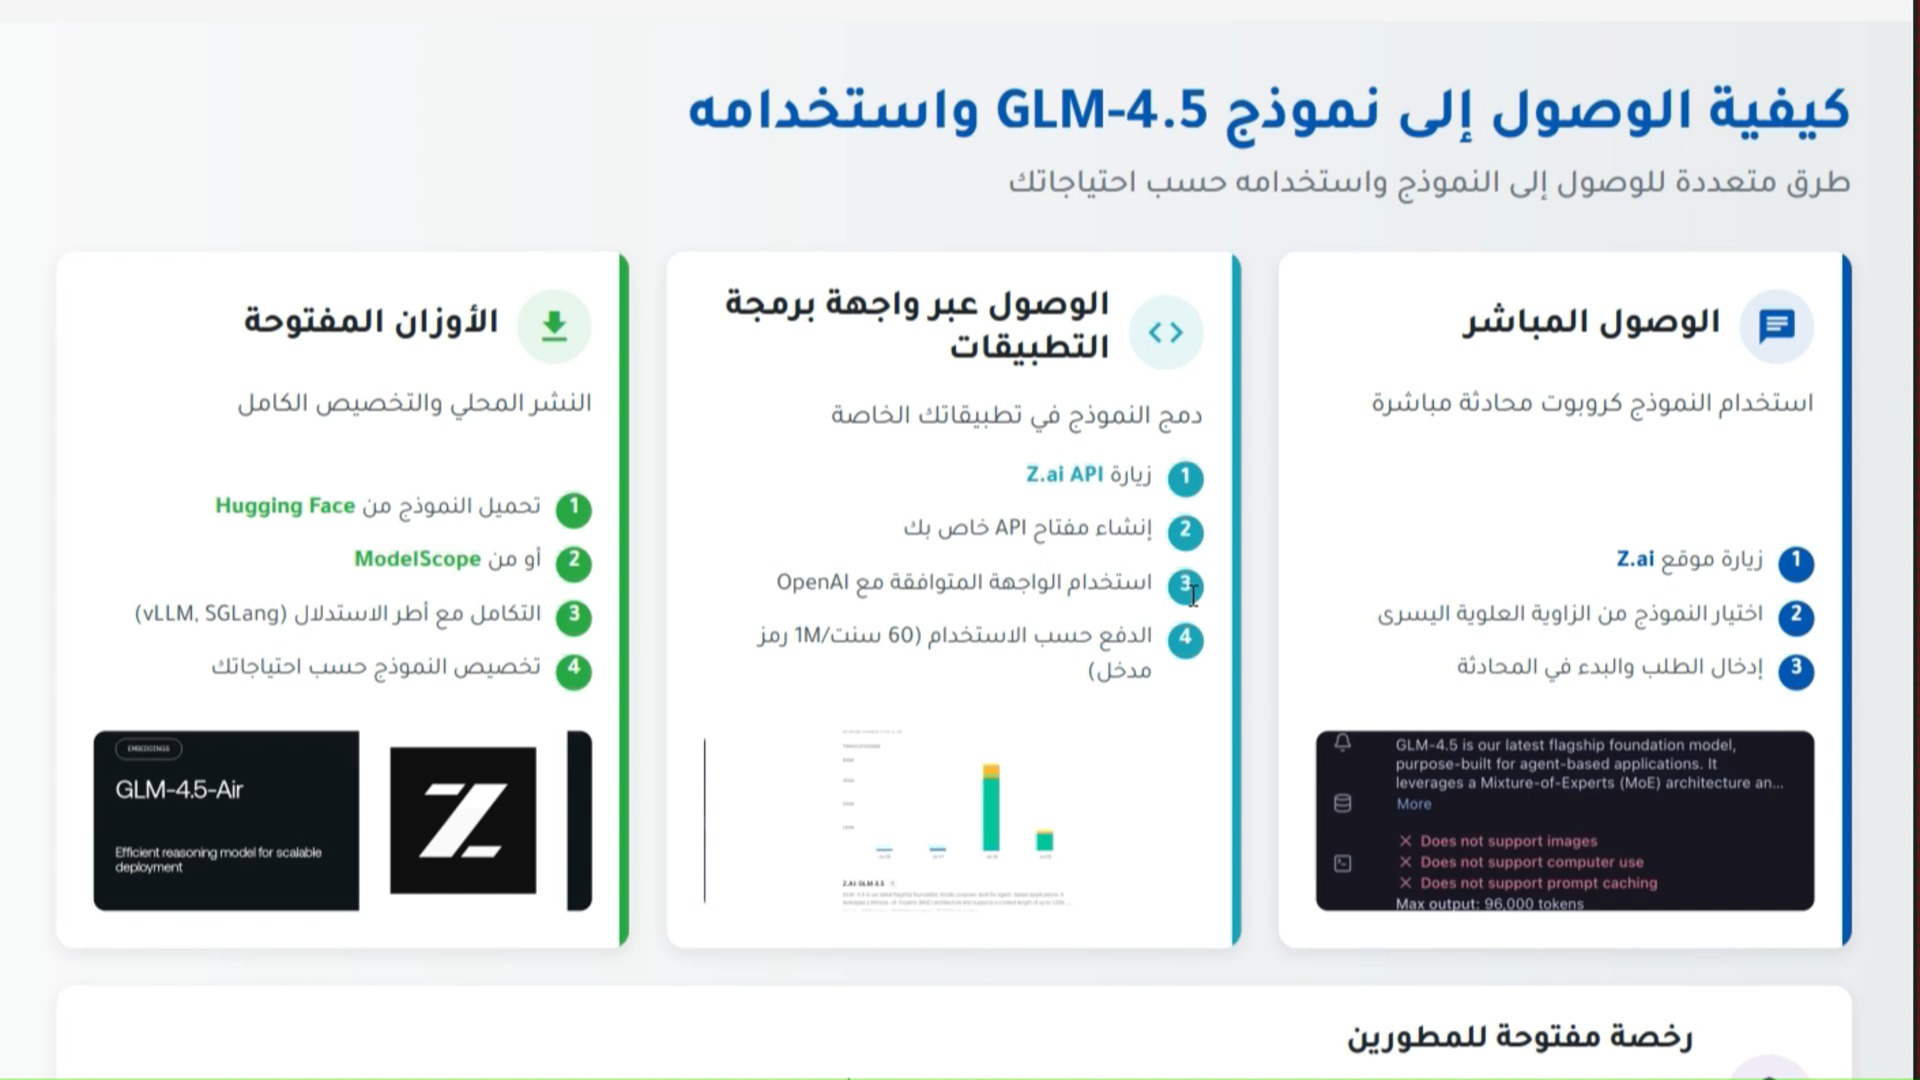 كيفية الوصول إلى نموذج GLM-4.5 واستخدامه
طرق متعددة للوصول إلى النموذج واستخدامه حسب احتياجاتك
الوصول المباشر
استخدام النموذج كروبوت محادثة مباشرة
1 زيارة موقع Z.ai
2 اختيار النموذج من الزاوية العلوية اليسرى
3 إدخال الطلب والبدء في المحادثة
GLM-4.5 is our latest flagship foundation model,
purpose-built for agent-based applications. It
leverages a Mixture-of-Experts (MoE) architecture an...
More
Does not support images
Does not support computer use
Does not support prompt caching
Max output: 96,000 tokens
الوصول عبر واجهة برمجة
التطبيقات
دمج النموذج في تطبيقاتك الخاصة
1 زيارة Z.ai API
2 إنشاء مفتاح API خاص بك
3 استخدام الواجهة المتوافقة مع OpenAI
4 الدفع حسب الاستخدام (60 سنت/1M رمز
مدخل)
Z.AI: GLM 4.5
الأوزان المفتوحة
النشر المحلي والتخصيص الكامل
1 تحميل النموذج من Hugging Face
2 أو من ModelScope
3 التكامل مع أطر الاستدلال (vLLM, SGLang)
4 تخصيص النموذج حسب احتياجاتك
EMBEDDINGS
GLM-4.5-Air
Efficient reasoning model for scalable
deployment
Z
رخصة مفتوحة للمطورين